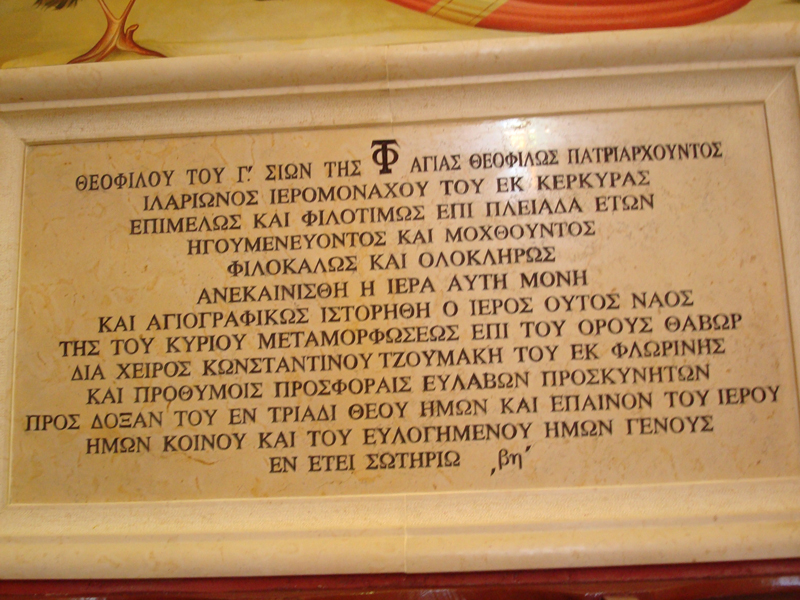 ΘΕΟΦΙΛΟΥ ΤΟΥ Γ΄ ΣΙΩΝ ΤΗΣ ΑΓΙΑΣ ΘΕΟΦΙΛΩΣ ΠΑΤΡΙΑΡΧΟΥΝΤΟΣ
ΙΛΑΡΙΩΝΟΣ ΙΕΡΟΜΟΝΑΧΟΥ ΤΟΥ ΕΚ ΚΕΡΚΥΡΑΣ
ΕΠΙΜΕΛΩΣ ΚΑΙ ΦΙΛΟΤΙΜΩΣ ΕΠΙ ΠΛΕΙΑΔΑ ΕΤΩΝ
ΗΓΟΥΜΕΝΕΥΟΝΤΟΣ ΚΑΙ ΜΟΧΘΟΥΝΤΟΣ
ΦΙΛΟΚΑΛΩΣ ΚΑΙ ΟΛΟΚΛΗΡΩΣ
ΑΝΕΚΑΙΝΙΣΘΗ Η ΙΕΡΑ ΑΥΤΗ ΜΟΝΗ
ΚΑΙ ΑΓΙΟΓΡΑΦΙΚΩΣ ΙΣΤΟΡΗΘΗ Ο ΙΕΡΟΣ ΟΥΤΟΣ ΝΑΟΣ
ΤΗΣ ΤΟΥ ΚΥΡΙΟΥ ΜΕΤΑΜΟΡΦΩΣΕΩΣ ΕΠΙ ΤΟΥ ΟΡΟΥΣ ΘΑΒΩΡ
ΔΙΑ ΧΕΙΡΟΣ ΚΩΝΣΤΑΝΤΙΝΟΥ ΤΖΟΥΜΑΚΗ ΤΟΥ ΕΚ ΦΛΩΡΙΝΗΣ
ΚΑΙ ΠΡΟΘΥΜΟΙΣ ΠΡΟΣΦΟΡΑΙΣ ΕΥΛΑΒΩΝ ΠΡΟΣΚΥΝΗΤΩΝ
ΠΡΟΣ ΔΟΞΑΝ ΤΟΥ ΕΝ ΤΡΙΑΔΙ ΘΕΟΥ ΗΜΩΝ ΚΑΙ ΕΠΑΙΝΟΝ ΤΟΥ ΙΕΡΟΥ
ΗΜΩΝ ΚΟΙΝΟΥ ΚΑΙ ΤΟΥ ΕΥΛΟΓΗΜΕΝΟΥ ΗΜΩΝ ΓΕΝΟΥΣ
ΕΝ ΕΤΕΙ ΣΩΤΗΡΙΩ ͵βη΄